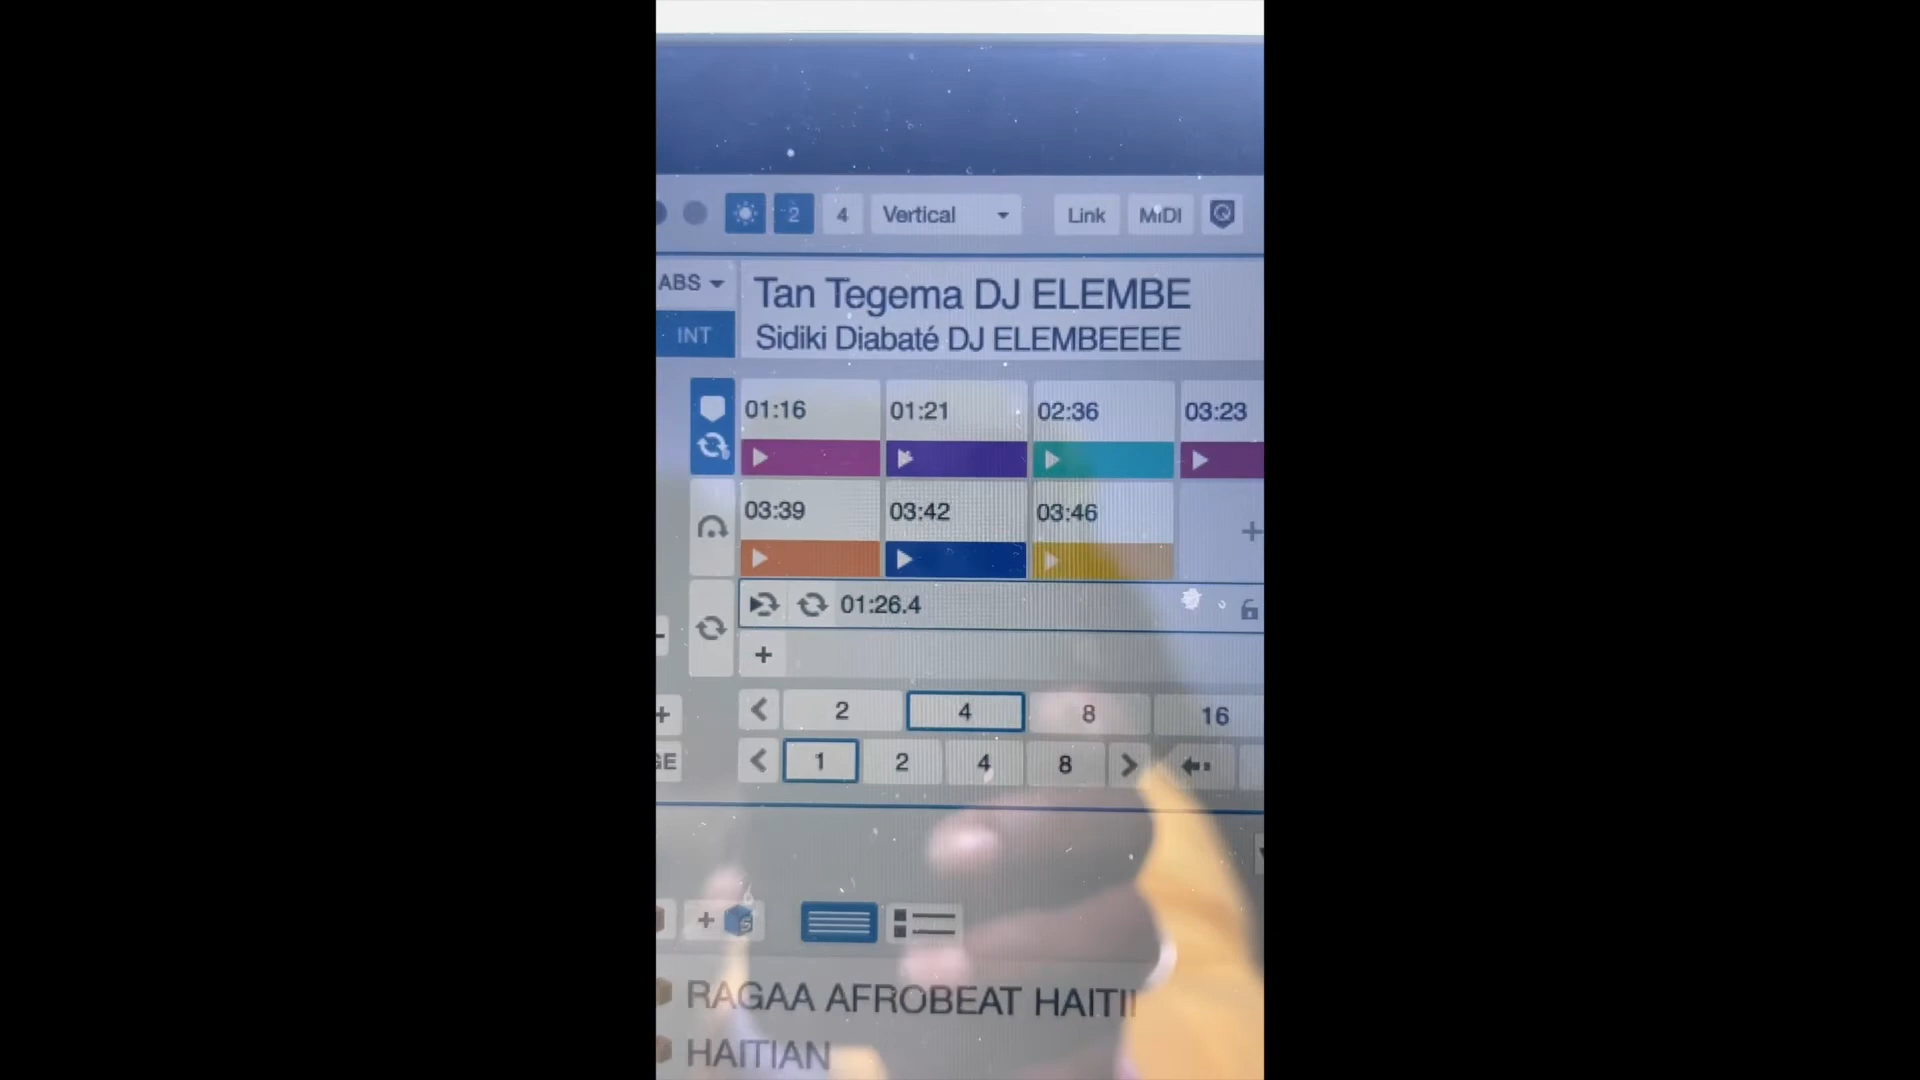 2 4 Vertical Link MIDI
ABS
INT
Tan Tegema DJ ELEMBE
Sidiki Diabaté DJ ELEMBEEEE
01:16 01:21 02:36 03:23
03:39 03:42 03:46
01:26.4
2 4 8 16
1 2 4 8
RAGAA AFROBEAT
HAITIAN